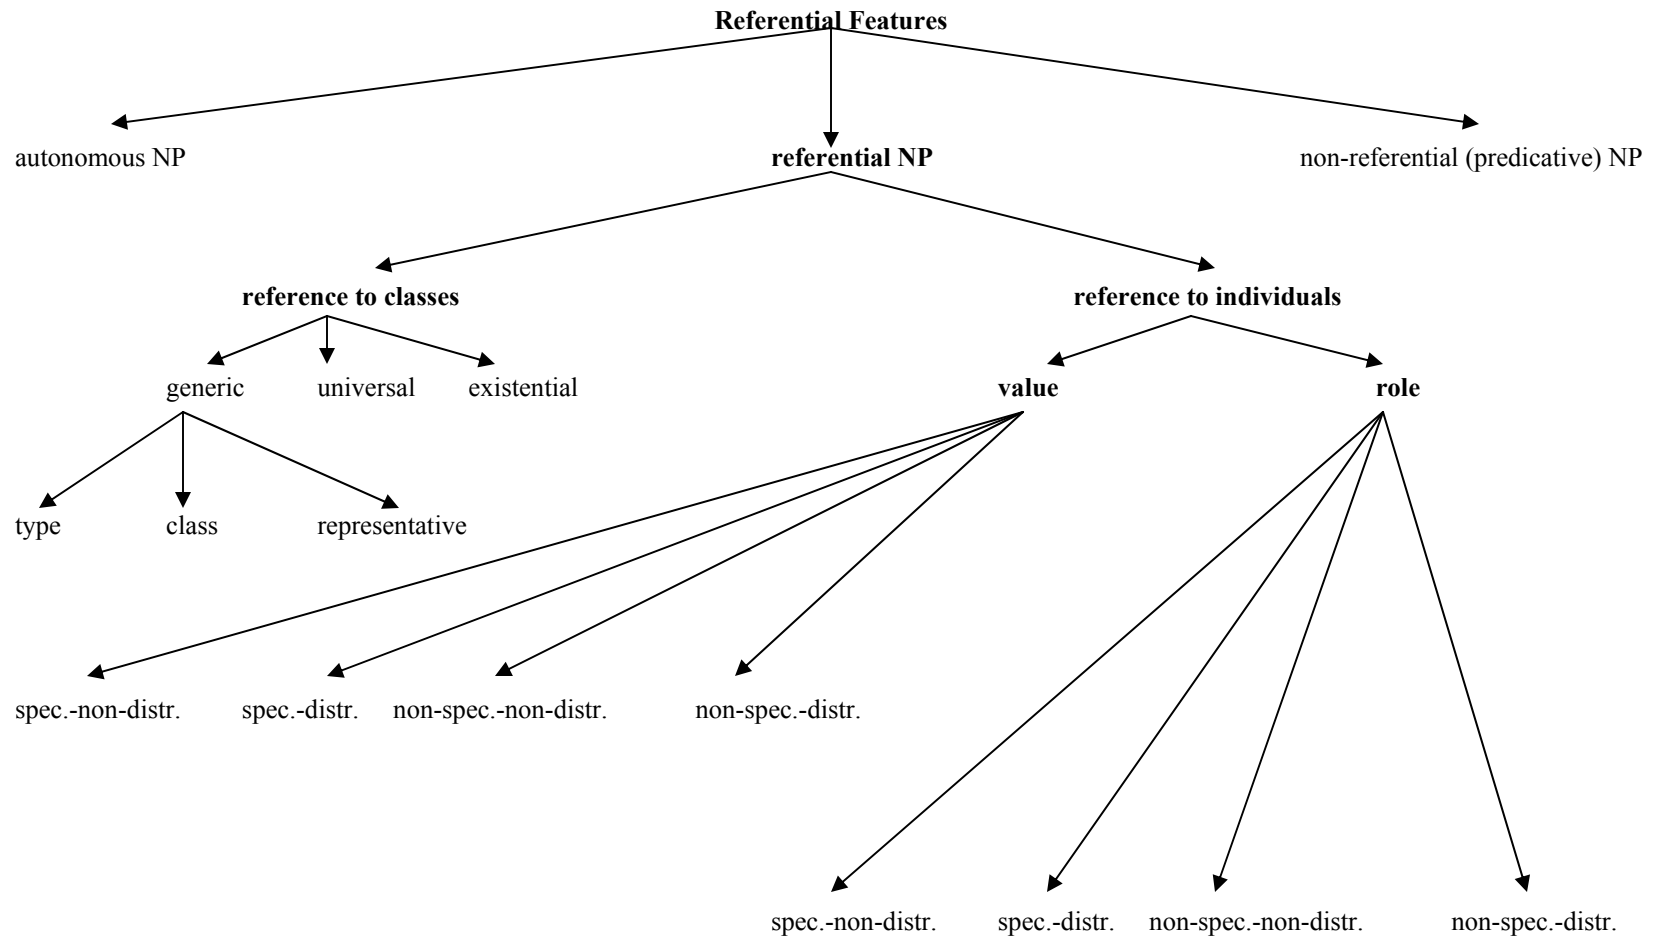 Referential Features
autonomous NP referential NP non-referential (predicative) NP
reference to classes reference to individuals
generic universal existential value role
type class representative
spec.-non-distr. spec.-distr. non-spec.-non-distr. non-spec.-distr.
spec.-non-distr. spec.-distr. non-spec.-non-distr. non-spec.-distr.